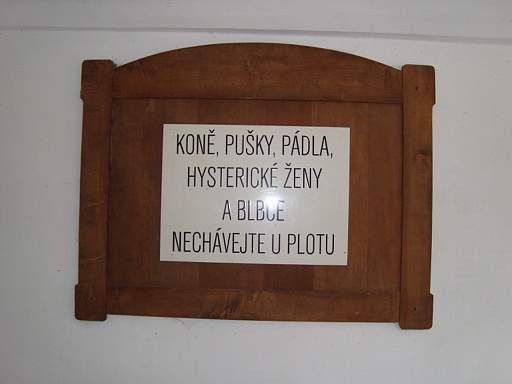 KONĚ, PUŠKY, PÁDLA,
HYSTERICKÉ ŽENY
A BLBCE
NECHÁVEJTE U PLOTU